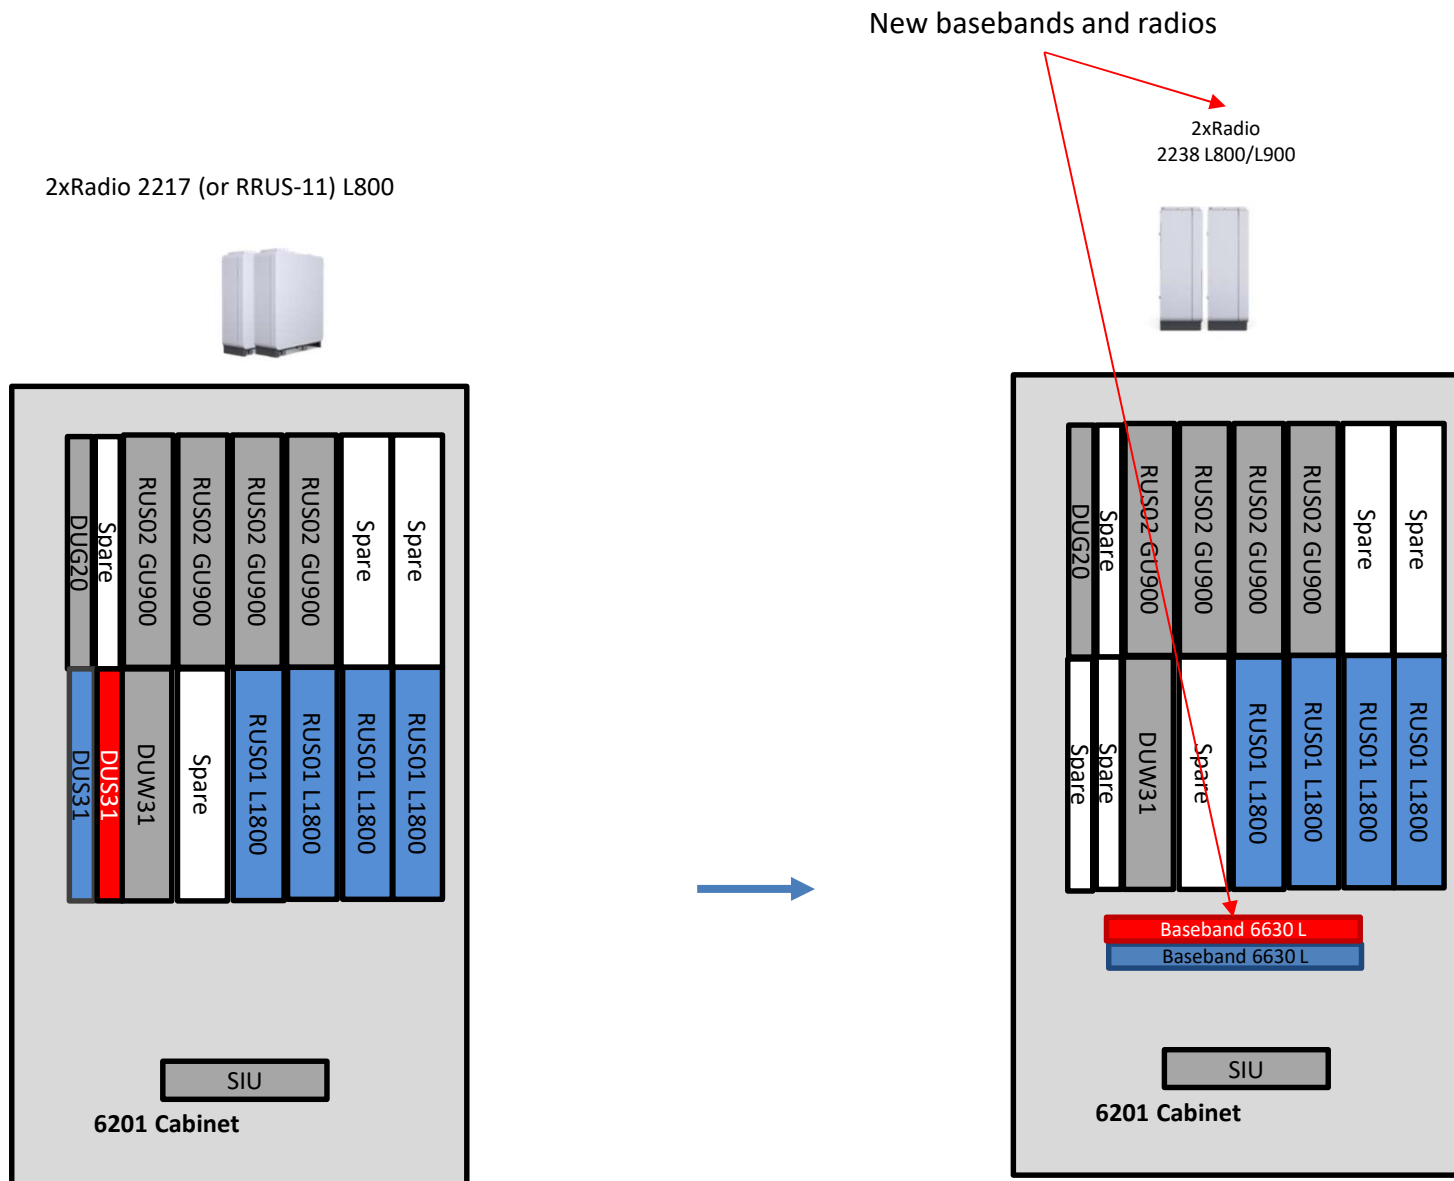 New basebands and radios
2xRadio
2238 L800/L900
2xRadio 2217 (or RRUS-11) L800
DUG20
Spare
RUS02 GU900
RUS02 GU900
RUS02 GU900
RUS02 GU900
Spare
Spare
DUS31
DUS31
DUW31
Spare
RUS01 L1800
RUS01 L1800
RUS01 L1800
RUS01 L1800
SIU
6201 Cabinet
DUG20
Spare
RUS02 GU900
RUS02 GU900
RUS02 GU900
RUS02 GU900
Spare
Spare
Spare
Spare
DUW31
Spare
RUS01 L1800
RUS01 L1800
RUS01 L1800
RUS01 L1800
Baseband 6630 L
Baseband 6630 L
SIU
6201 Cabinet